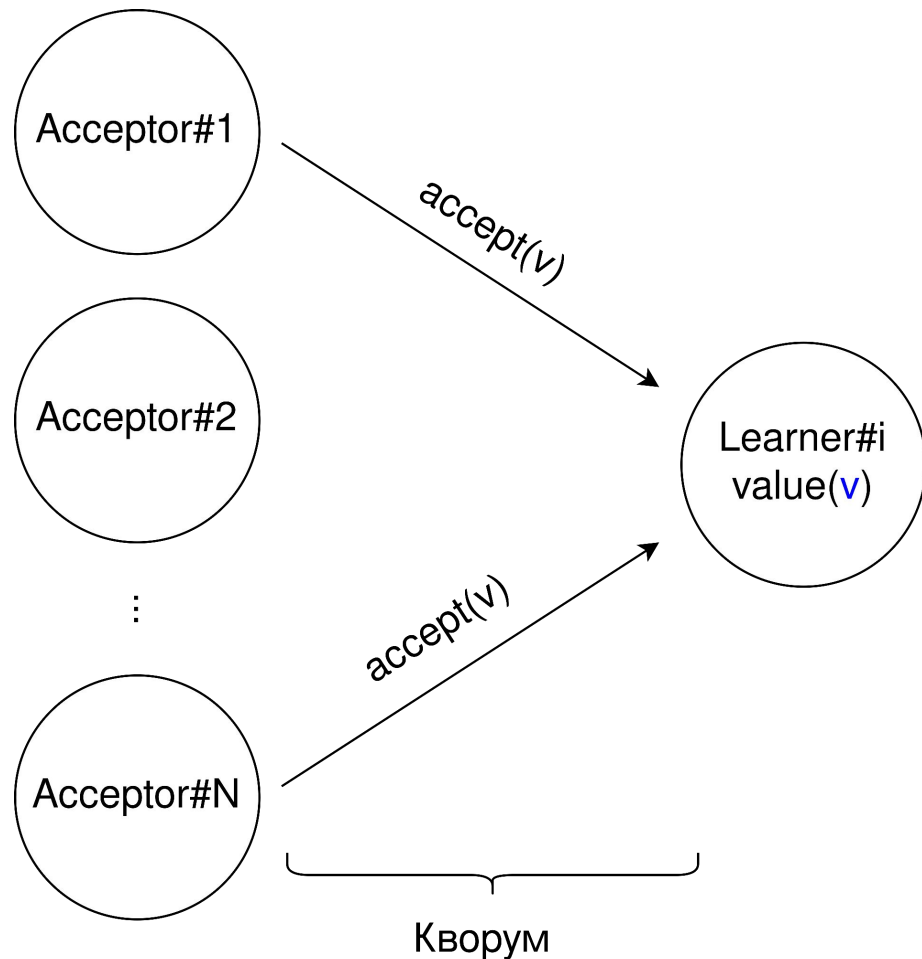 Acceptor#1
accept(v)
Acceptor#2
Learner#i
value(v)
⋮
accept(v)
Acceptor#N
Кворум